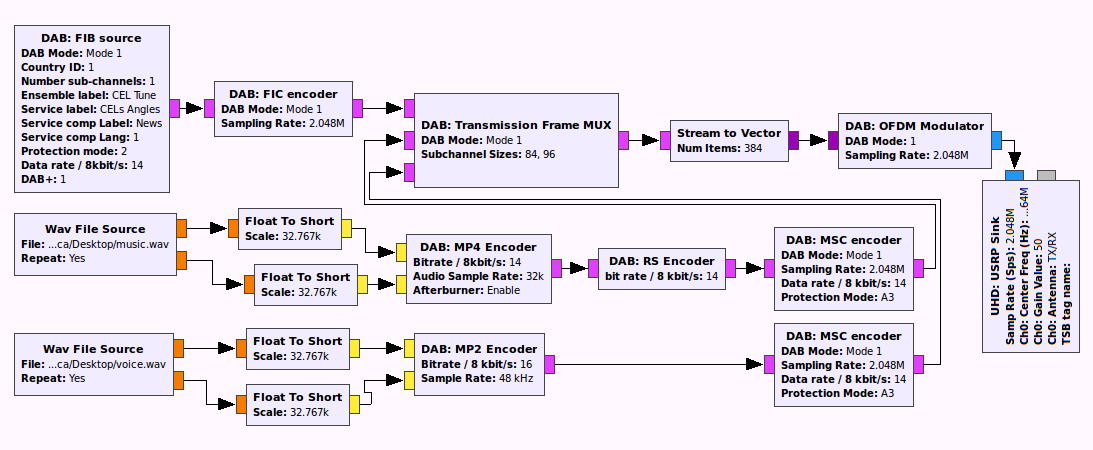 DAB: FIB source
DAB Mode: Mode 1
Country ID: 1
Number sub-channels: 1
Ensemble label: CEL Tune
Service label: CELs Angles
Service comp Label: News
Service comp Lang: 1
Protection mode: 2
Data rate / 8kbit/s: 14
DAB+: 1
DAB: FIC encoder
DAB Mode: Mode 1
Sampling Rate: 2.048M
DAB: Transmission Frame MUX
DAB Mode: Mode 1
Subchannel Sizes: 84, 96
Stream to Vector
Num Items: 384
DAB: OFDM Modulator
DAB Mode: 1
Sampling Rate: 2.048M
UHD: USRP Sink
Samp Rate (Sps): 2.048M
Ch0: Center Freq (Hz): ...64M
Ch0: Gain Value: 50
Ch0: Antenna: TX/RX
TSB tag name:
Wav File Source
File: ...ca/Desktop/music.wav
Repeat: Yes
Float To Short
Scale: 32.767k
Float To Short
Scale: 32.767k
DAB: MP4 Encoder
Bitrate / 8kbit/s: 14
Audio Sample Rate: 32k
Afterburner: Enable
DAB: RS Encoder
bit rate / 8 kbit/s: 14
DAB: MSC encoder
DAB Mode: Mode 1
Sampling Rate: 2.048M
Data rate / 8 kbit/s: 14
Protection Mode: A3
Wav File Source
File: ...ca/Desktop/voice.wav
Repeat: Yes
Float To Short
Scale: 32.767k
Float To Short
Scale: 32.767k
DAB: MP2 Encoder
Bitrate / 8 kbit/s: 16
Sample Rate: 48 kHz
DAB: MSC encoder
DAB Mode: Mode 1
Sampling Rate: 2.048M
Data rate / 8 kbit/s: 14
Protection Mode: A3